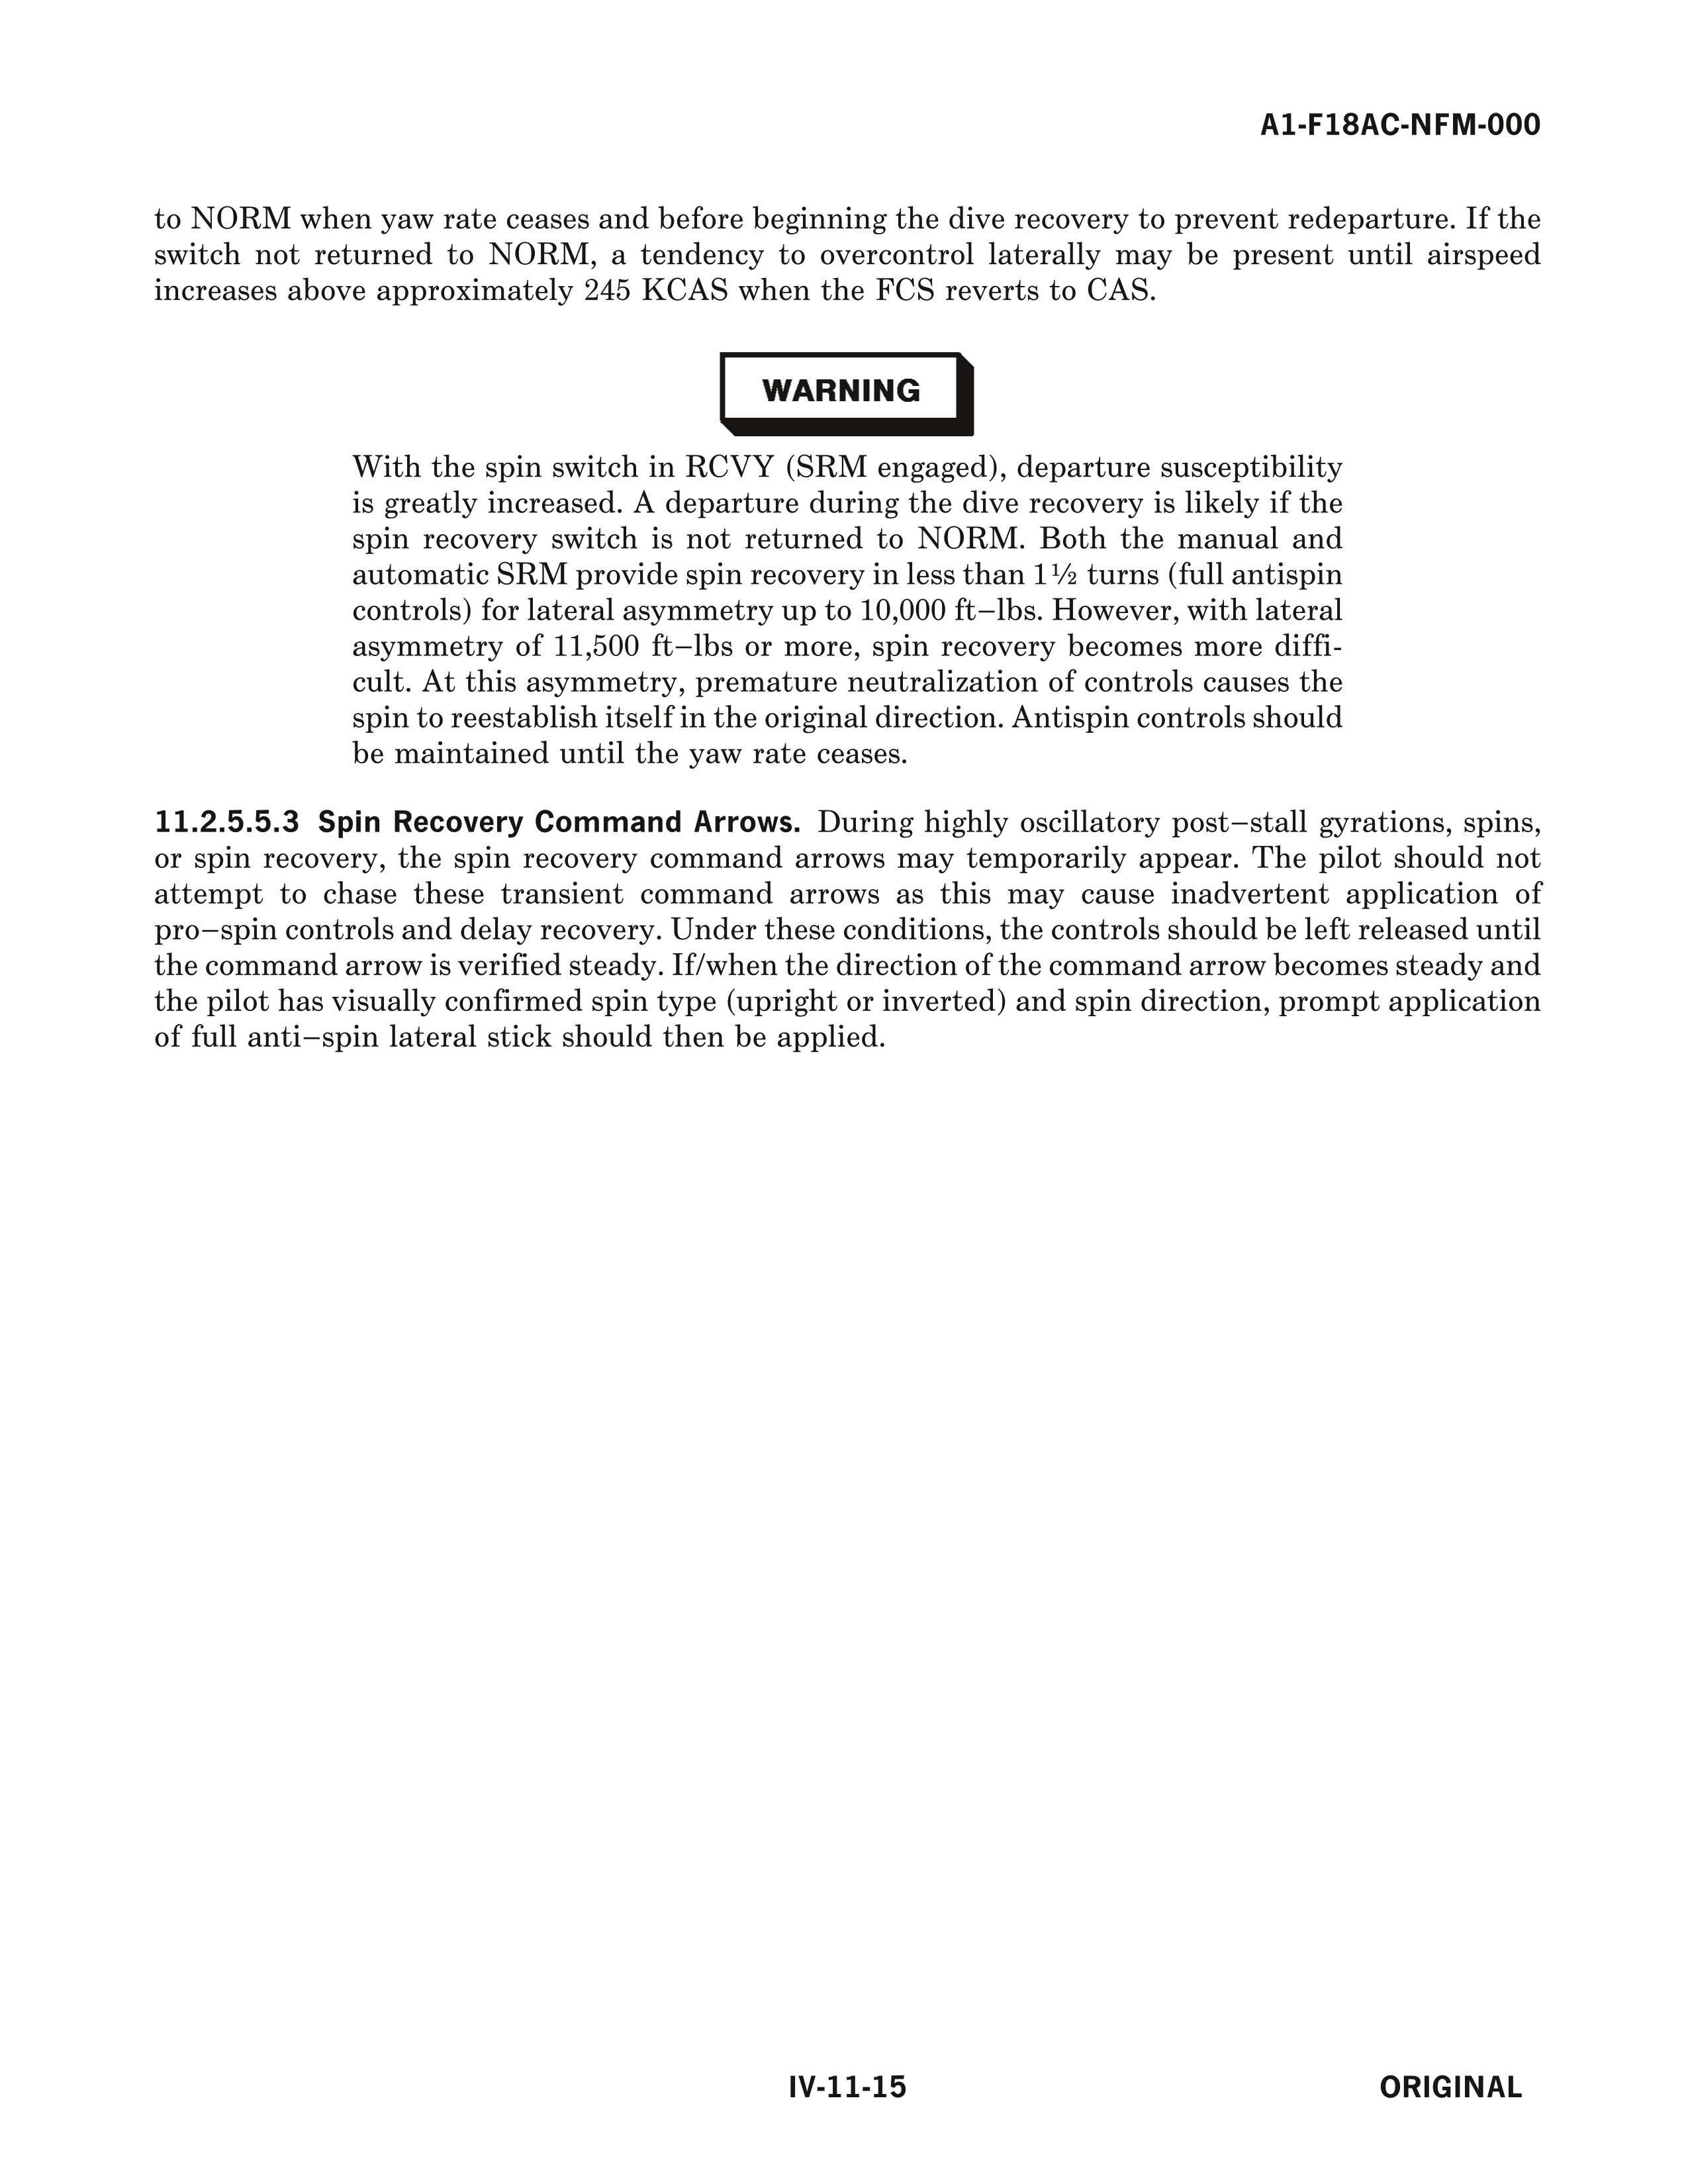 A1-F18AC-NFM-000
to NORM when yaw rate ceases and before beginning the dive recovery to prevent redeparture. If the
switch not returned to NORM, a tendency to overcontrol laterally may be present until airspeed
increases above approximately 245 KCAS when the FCS reverts to CAS.
WARNING
With the spin switch in RCVY (SRM engaged), departure susceptibility
is greatly increased. A departure during the dive recovery is likely if the
spin recovery switch is not returned to NORM. Both the manual and
automatic SRM provide spin recovery in less than 1½ turns (full antispin
controls) for lateral asymmetry up to 10,000 ft–lbs. However, with lateral
asymmetry of 11,500 ft–lbs or more, spin recovery becomes more diffi-
cult. At this asymmetry, premature neutralization of controls causes the
spin to reestablish itself in the original direction. Antispin controls should
be maintained until the yaw rate ceases.
11.2.5.5.3 Spin Recovery Command Arrows. During highly oscillatory post–stall gyrations, spins,
or spin recovery, the spin recovery command arrows may temporarily appear. The pilot should not
attempt to chase these transient command arrows as this may cause inadvertent application of
pro–spin controls and delay recovery. Under these conditions, the controls should be left released until
the command arrow is verified steady. If/when the direction of the command arrow becomes steady and
the pilot has visually confirmed spin type (upright or inverted) and spin direction, prompt application
of full anti–spin lateral stick should then be applied.
IV-11-15
ORIGINAL